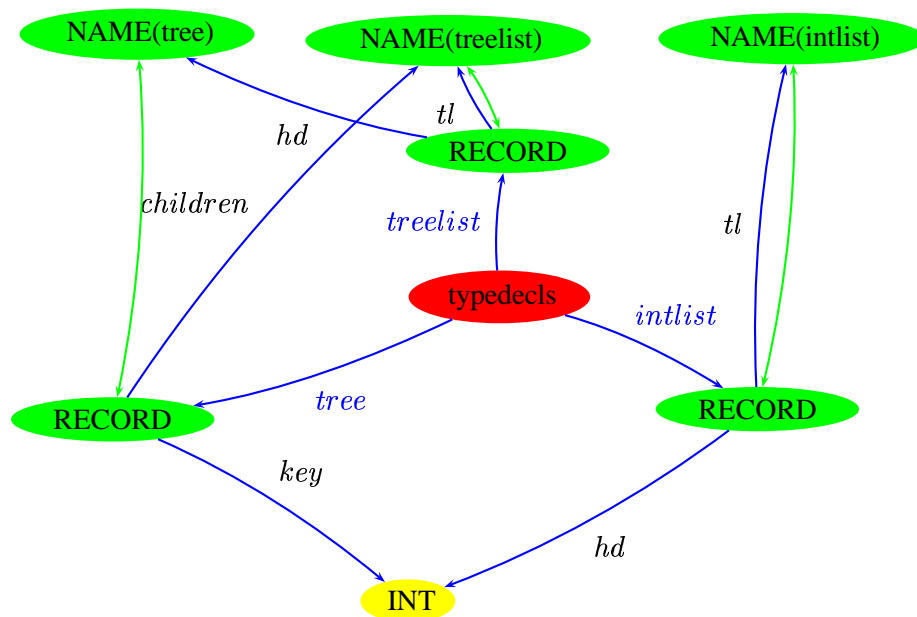 NAME(tree)
NAME(treelist)
NAME(intlist)
tl
hd
RECORD
children
treelist
tl
typedecls
intlist
tree
RECORD
RECORD
key
hd
INT